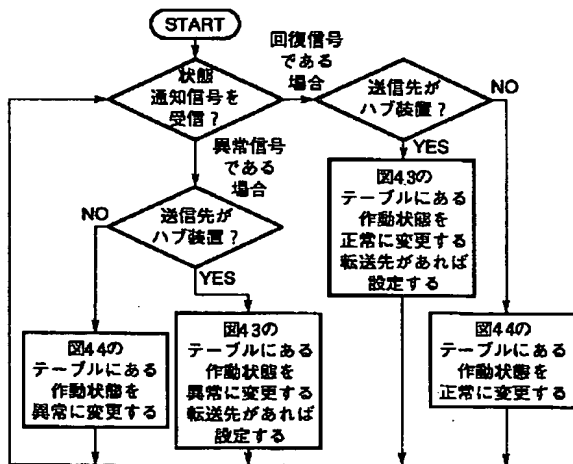 START
状態
通知信号を
受信?
回復信号
である
場合
送信先が
ハブ装置?
NO
YES
異常信号
である
場合
図43の
テーブルにある
作動状態を
正常に変更する
転送先があれば
設定する
送信先が
ハブ装置?
NO
YES
図44の
テーブルにある
作動状態を
異常に変更する
図43の
テーブルにある
作動状態を
異常に変更する
転送先があれば
設定する
図44の
テーブルにある
作動状態を
正常に変更する